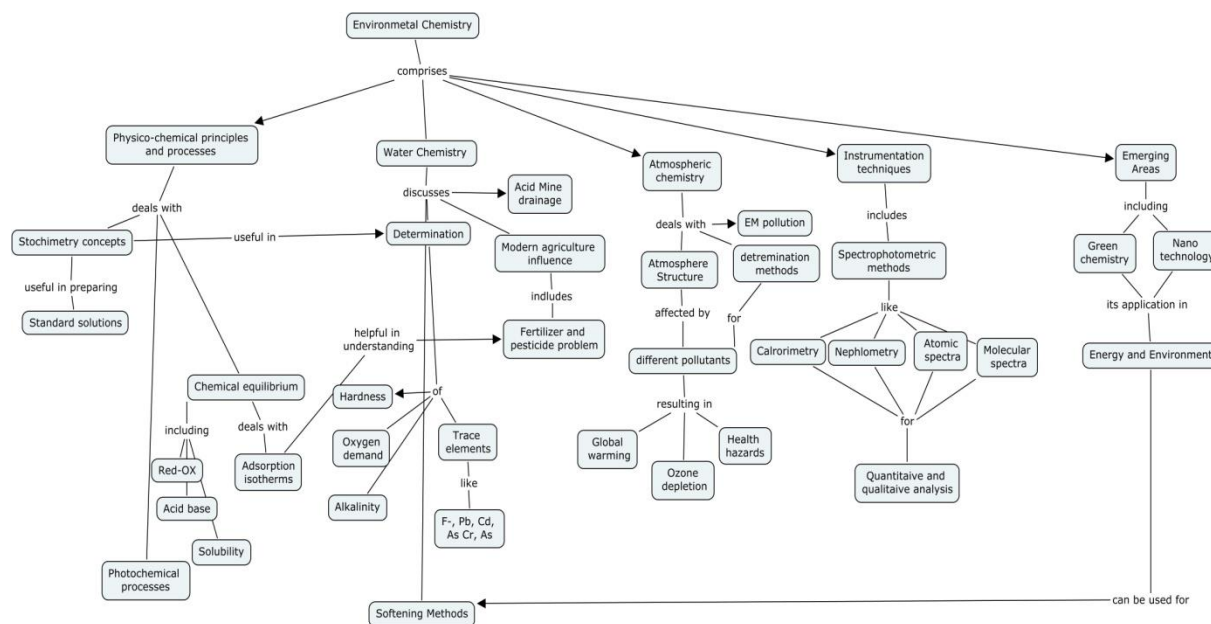 Environmetal Chemistry
comprises
Physico-chemical principles
and processes
Water Chemistry
Atmospheric
chemistry
Instrumentation
techniques
Emerging
Areas
deals with
discusses
Acid Mine
drainage
deals with
EM pollution
includes
including
Stochimetry concepts
useful in
Determination
Modern agriculture
influence
Atmosphere
Structure
detremination
methods
Spectrophotometric
methods
Green
chemistry
Nano
technology
useful in preparing
indludes
affected by
for
like
its application in
Standard solutions
helpful in
understanding
Fertilizer and
pesticide problem
different pollutants
Calrorimetry
Nephlometry
Atomic
spectra
Molecular
spectra
Energy and Environment
Chemical equilibrium
Hardness
of
resulting in
for
including
deals with
Oxygen
demand
Trace
elements
Global
warming
Health
hazards
Red-OX
Adsorption
isotherms
like
Ozone
depletion
Quantitaive and
qualitaive analysis
Acid base
Alkalinity
F-, Pb, Cd,
As Cr, As
Solubility
Photochemical
processes
Softening Methods
can be used for